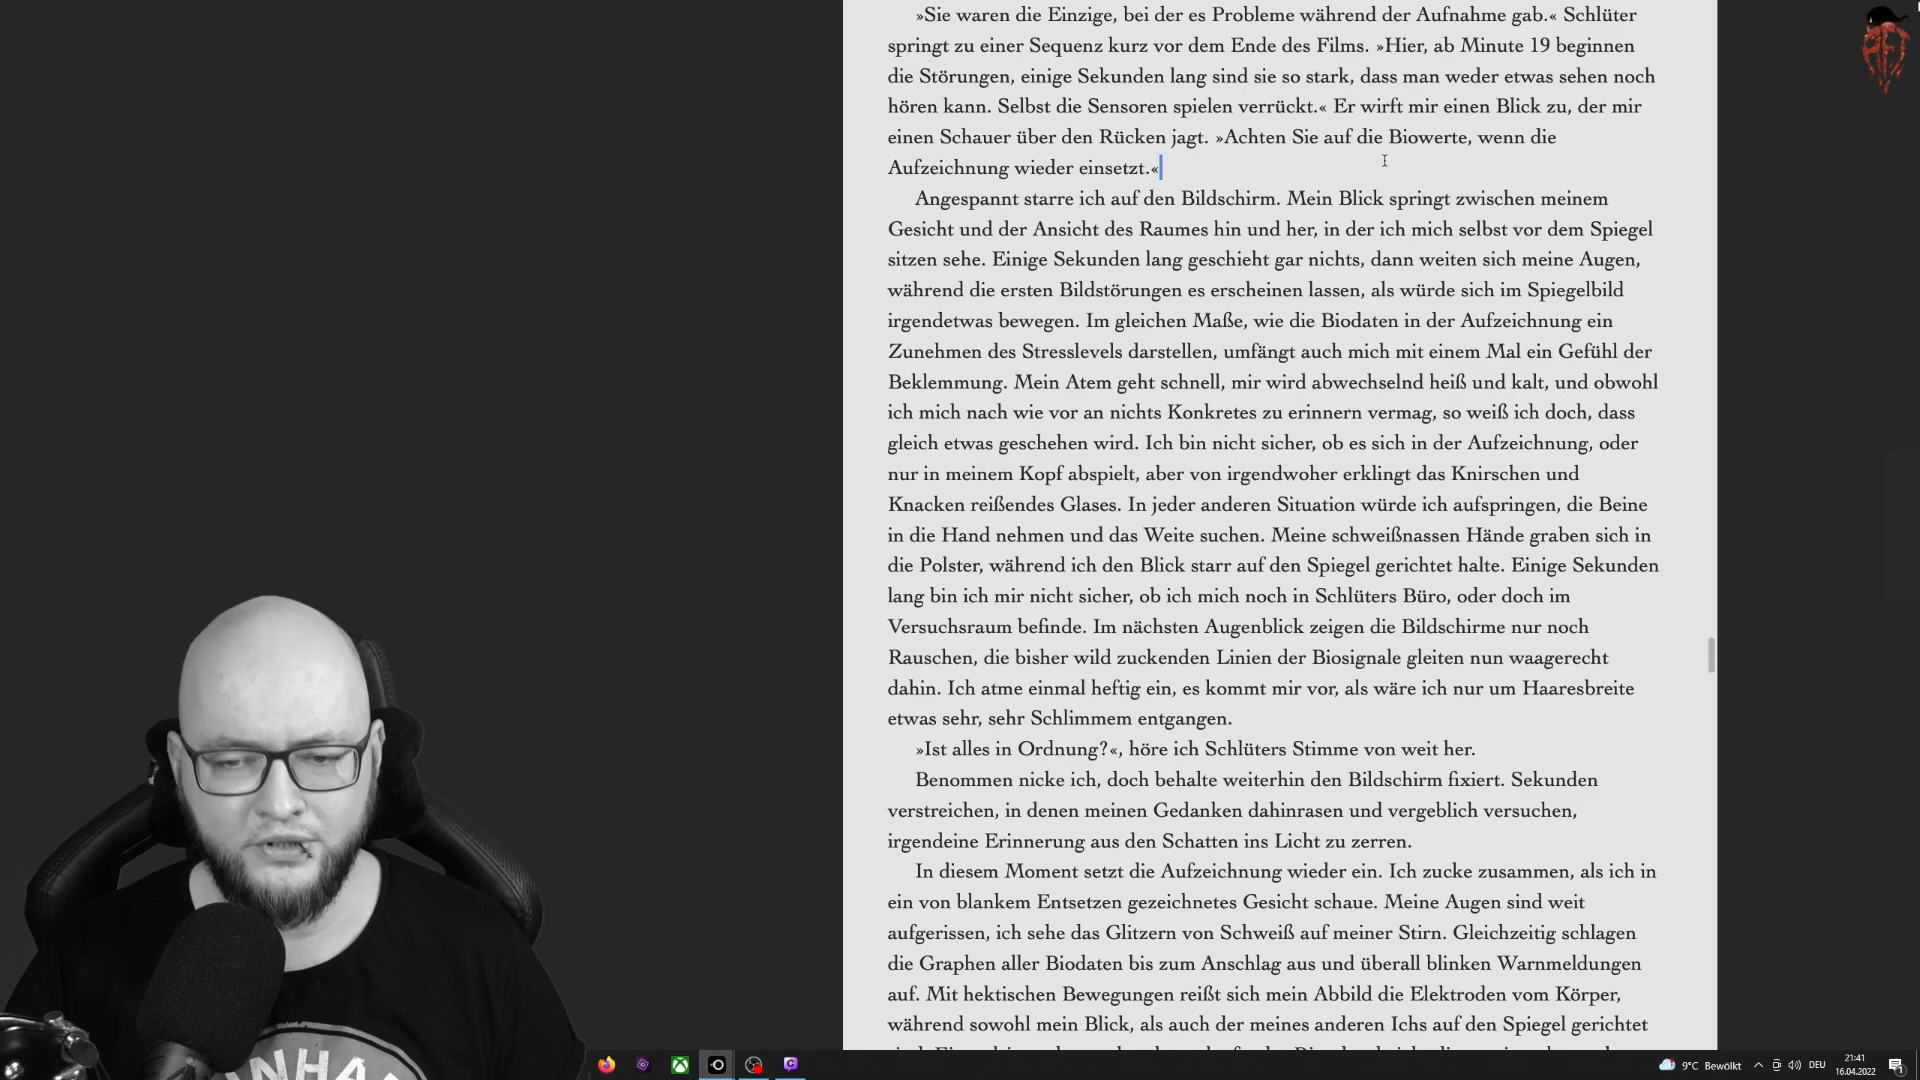 »Sie waren die Einzige, bei der es Probleme während der Aufnahme gab.« Schlüter
springt zu einer Sequenz kurz vor dem Ende des Films. »Hier, ab Minute 19 beginnen
die Störungen, einige Sekunden lang sind sie so stark, dass man weder etwas sehen noch
hören kann. Selbst die Sensoren spielen verrückt.« Er wirft mir einen Blick zu, der mir
einen Schauer über den Rücken jagt. »Achten Sie auf die Biowerte, wenn die
Aufzeichnung wieder einsetzt.«
Angespannt starre ich auf den Bildschirm. Mein Blick springt zwischen meinem
Gesicht und der Ansicht des Raumes hin und her, in der ich mich selbst vor dem Spiegel
sitzen sehe. Einige Sekunden lang geschieht gar nichts, dann weiten sich meine Augen,
während die ersten Bildstörungen es erscheinen lassen, als würde sich im Spiegelbild
irgendetwas bewegen. Im gleichen Maße, wie die Biodaten in der Aufzeichnung ein
Zunehmen des Stresslevels darstellen, umfängt auch mich mit einem Mal ein Gefühl der
Beklemmung. Mein Atem geht schnell, mir wird abwechselnd heiß und kalt, und obwohl
ich mich nach wie vor an nichts Konkretes zu erinnern vermag, so weiß ich doch, dass
gleich etwas geschehen wird. Ich bin nicht sicher, ob es sich in der Aufzeichnung, oder
nur in meinem Kopf abspielt, aber von irgendwoher erklingt das Knirschen und
Knacken reißendes Glases. In jeder anderen Situation würde ich aufspringen, die Beine
in die Hand nehmen und das Weite suchen. Meine schweißnassen Hände graben sich in
die Polster, während ich den Blick starr auf den Spiegel gerichtet halte. Einige Sekunden
lang bin ich mir nicht sicher, ob ich mich noch in Schlüters Büro, oder doch im
Versuchsraum befinde. Im nächsten Augenblick zeigen die Bildschirme nur noch
Rauschen, die bisher wild zuckenden Linien der Biosignale gleiten nun waagerecht
dahin. Ich atme einmal heftig ein, es kommt mir vor, als wäre ich nur um Haaresbreite
etwas sehr, sehr Schlimmem entgangen.
»Ist alles in Ordnung?«, höre ich Schlüters Stimme von weit her.
Benommen nicke ich, doch behalte weiterhin den Bildschirm fixiert. Sekunden
verstreichen, in denen meinen Gedanken dahinrasen und vergeblich versuchen,
irgendeine Erinnerung aus den Schatten ins Licht zu zerren.
In diesem Moment setzt die Aufzeichnung wieder ein. Ich zucke zusammen, als ich in
ein von blankem Entsetzen gezeichnetes Gesicht schaue. Meine Augen sind weit
aufgerissen, ich sehe das Glitzern von Schweiß auf meiner Stirn. Gleichzeitig schlagen
die Graphen aller Biodaten bis zum Anschlag aus und überall blinken Warnmeldungen
auf. Mit hektischen Bewegungen reißt sich mein Abbild die Elektroden vom Körper,
während sowohl mein Blick, als auch der meines anderen Ichs auf den Spiegel gerichtet
9°C Bewölkt
DEU
21:41
16.04.2022